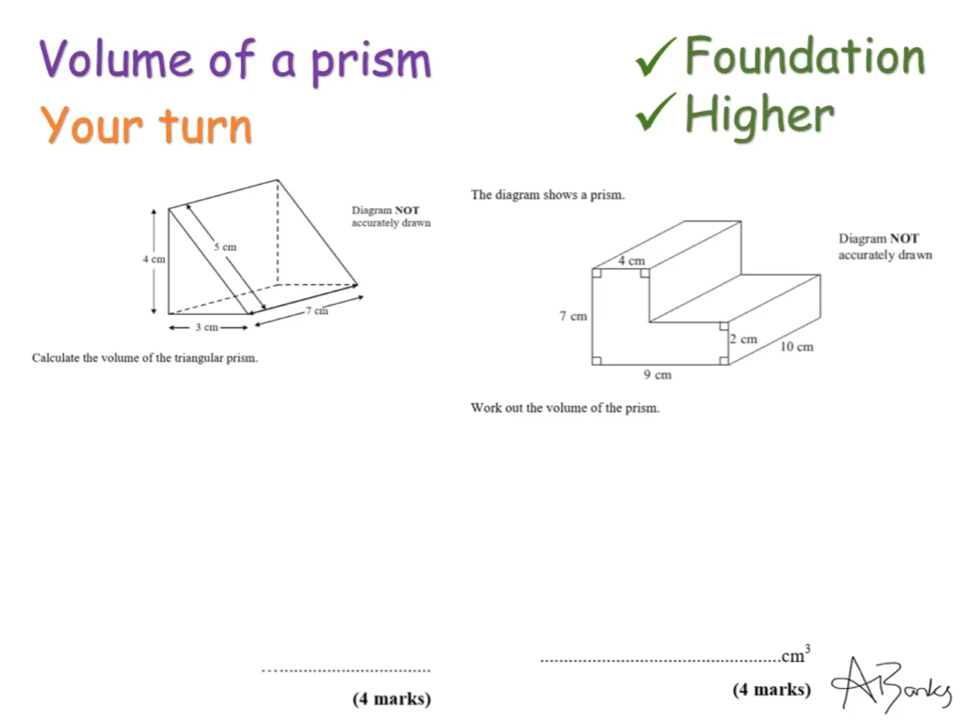 Volume of a prism
Your turn
✓ Foundation
✓ Higher
Diagram NOT
accurately drawn
4 cm
5 cm
3 cm
7 cm
Calculate the volume of the triangular prism.
.......................................
(4 marks)
The diagram shows a prism.
Diagram NOT
accurately drawn
4 cm
7 cm
2 cm
10 cm
9 cm
Work out the volume of the prism.
.......................................cm³
(4 marks)
ABanks